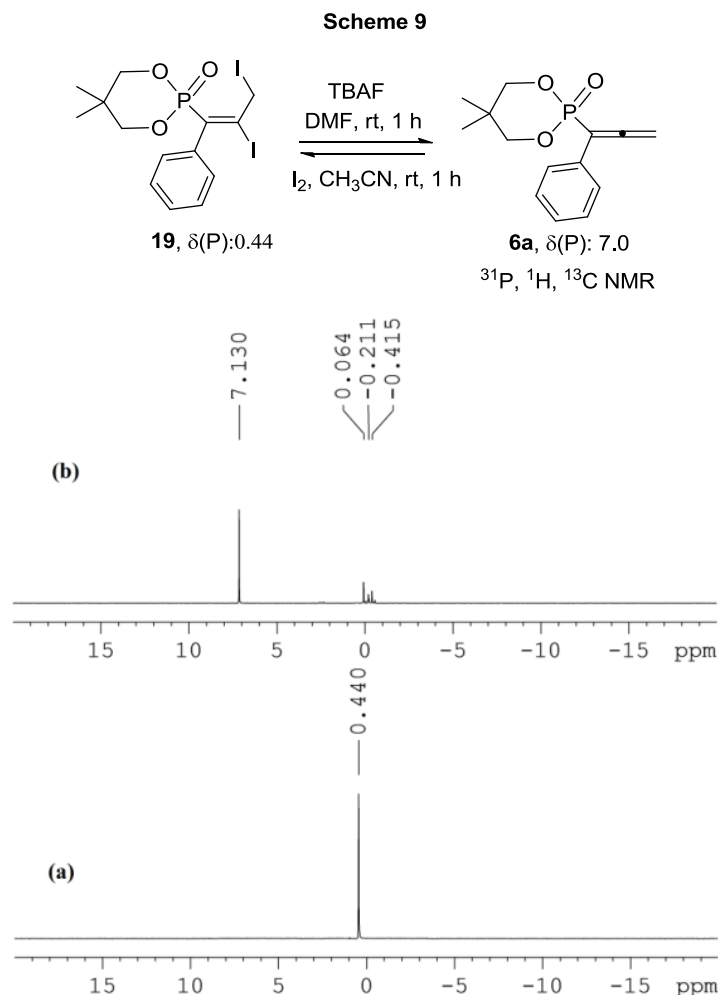 Scheme 9
O
O
P
O
I
I
TBAF
DMF, rt, 1 h
I₂, CH₃CN, rt, 1 h
O
O
P
O
19, δ(P):0.44
6a, δ(P): 7.0
³¹P, ¹H, ¹³C NMR
7.130
0.064
-0.211
-0.415
(b)
15 10 5 0 -5 -10 -15 ppm
0.440
(a)
15 10 5 0 -5 -10 -15 ppm